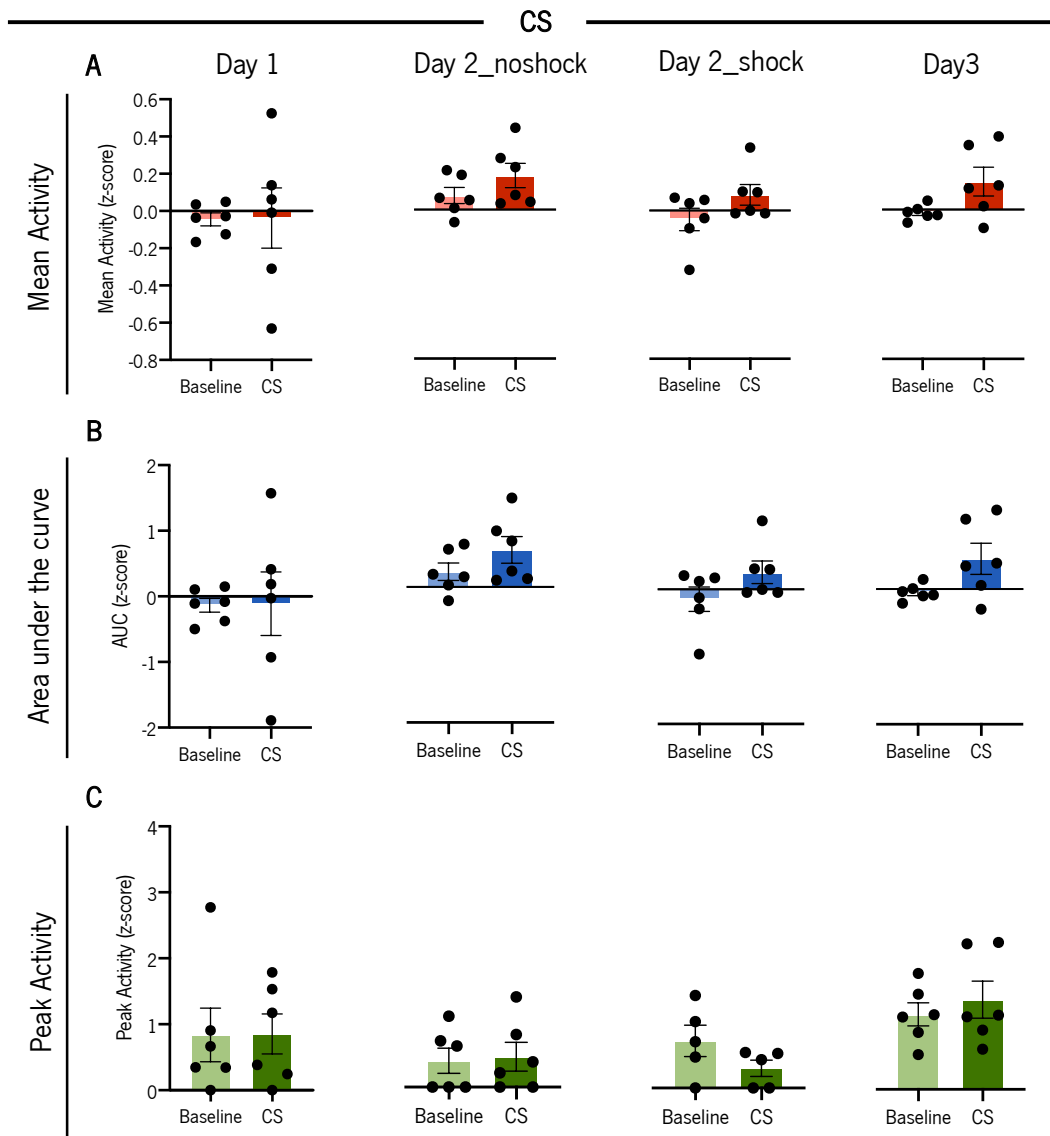 CS
A
Day 1
Day 2_noshock
Day 2_shock
Day3
Mean Activity
Mean Activity (z-score)
0.6
0.4
0.2
0.0
-0.2
-0.4
-0.6
-0.8
Baseline CS
Baseline CS
Baseline CS
Baseline CS
B
Area under the curve
AUC (z-score)
2
1
0
-1
-2
Baseline CS
Baseline CS
Baseline CS
Baseline CS
C
Peak Activity
Peak Activity (z-score)
4
3
2
1
0
Baseline CS
Baseline CS
Baseline CS
Baseline CS